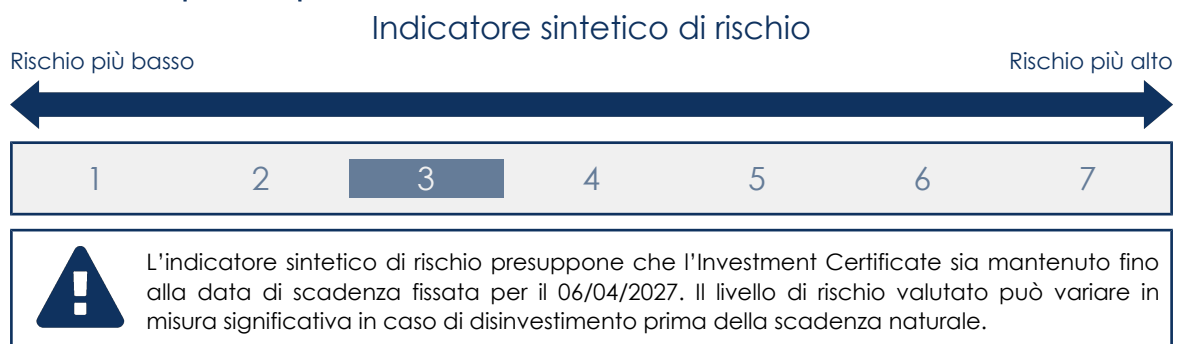 Indicatore sintetico di rischio
Rischio più basso
Rischio più alto
1 2 3 4 5 6 7
L'indicatore sintetico di rischio presuppone che l'Investment Certificate sia mantenuto fino
alla data di scadenza fissata per il 06/04/2027. Il livello di rischio valutato può variare in
misura significativa in caso di disinvestimento prima della scadenza naturale.